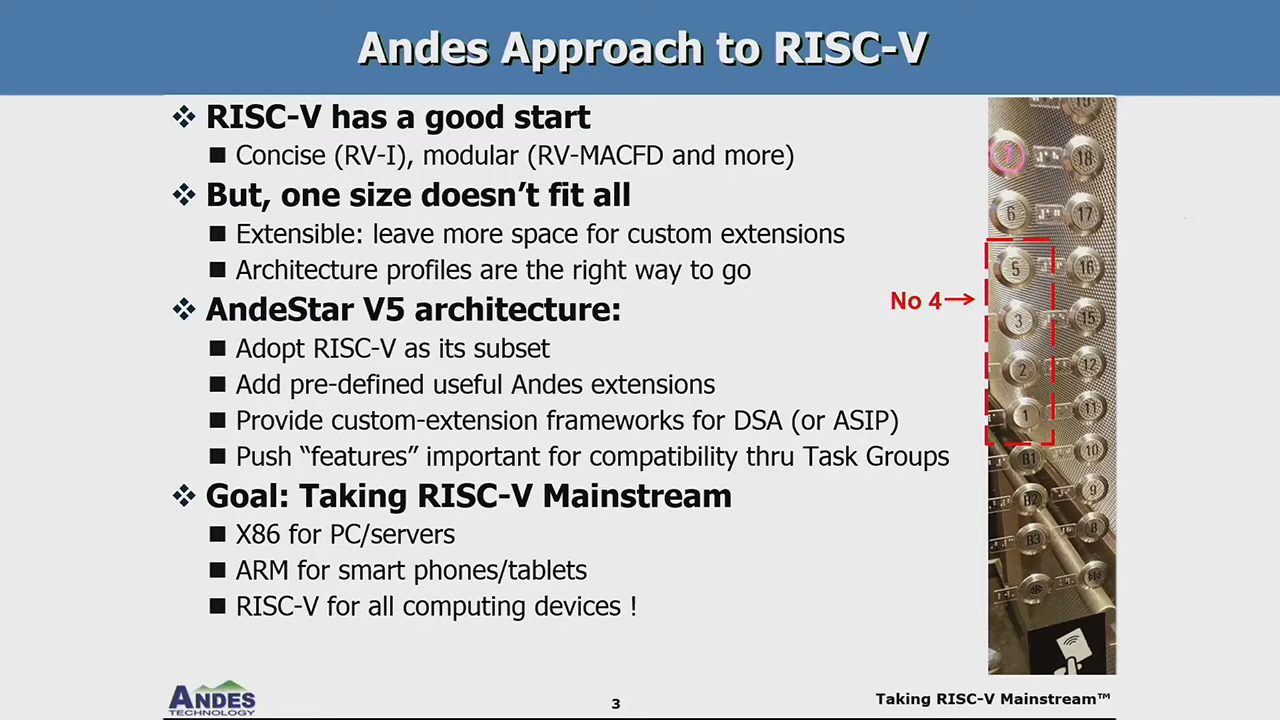 Andes Approach to RISC-V
RISC-V has a good start
Concise (RV-I), modular (RV-MACFD and more)
But, one size doesn’t fit all
Extensible: leave more space for custom extensions
Architecture profiles are the right way to go
AndeStar V5 architecture:
Adopt RISC-V as its subset
Add pre-defined useful Andes extensions
Provide custom-extension frameworks for DSA (or ASIP)
Push “features” important for compatibility thru Task Groups
Goal: Taking RISC-V Mainstream
X86 for PC/servers
ARM for smart phones/tablets
RISC-V for all computing devices !
No 4
19
7 18
6 17
5 16
3 15
2 12
1 11
B1 10
B2 9
B3 8
ANDES
TECHNOLOGY
3
Taking RISC-V Mainstream™